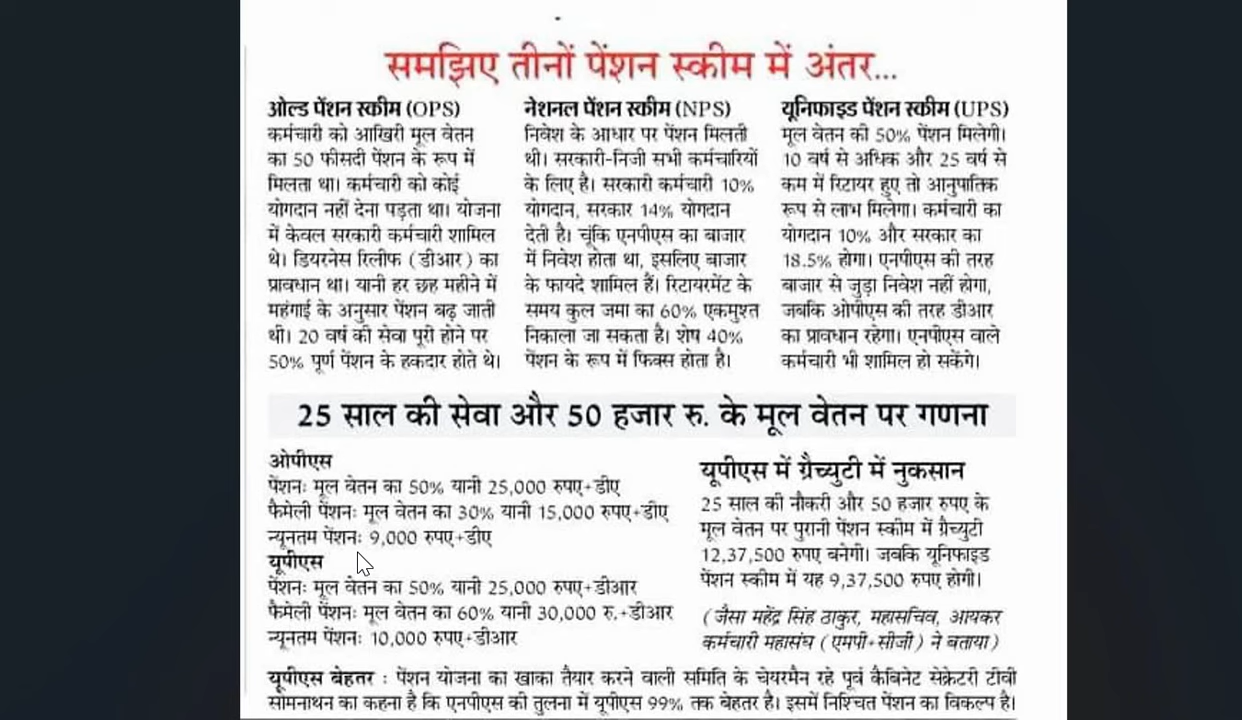 समझिए तीनों पेंशन स्कीम में अंतर...
ओल्ड पेंशन स्कीम (OPS)
कर्मचारी को आखिरी मूल वेतन
का 50 फीसदी पेंशन के रूप में
मिलता था। कर्मचारी को कोई
योगदान नहीं देना पड़ता था। योजना
में केवल सरकारी कर्मचारी शामिल
थे। डियरनेस रिलीफ (डीआर) का
प्रावधान था। यानी हर छह महीने में
महंगाई के अनुसार पेंशन बढ़ जाती
थी। 20 वर्ष की सेवा पूरी होने पर
50% पूर्ण पेंशन के हकदार होते थे।
नेशनल पेंशन स्कीम (NPS)
निवेश के आधार पर पेंशन मिलती
थी। सरकारी-निजी सभी कर्मचारियों
के लिए है। सरकारी कर्मचारी 10%
योगदान, सरकार 14% योगदान
देती है। चूंकि एनपीएस का बाजार
में निवेश होता था, इसलिए बाजार
के फायदे शामिल हैं। रिटायरमेंट के
समय कुल जमा का 60% एकमुश्त
निकाला जा सकता है। शेष 40%
पेंशन के रूप में फिक्स होता है।
यूनिफाइड पेंशन स्कीम (UPS)
मूल वेतन की 50% पेंशन मिलेगी।
10 वर्ष से अधिक और 25 वर्ष से
कम में रिटायर हुए तो आनुपातिक
रूप से लाभ मिलेगा। कर्मचारी का
योगदान 10% और सरकार का
18.5% होगा। एनपीएस की तरह
बाजार से जुड़ा निवेश नहीं होगा,
जबकि ओपीएस की तरह डीआर
का प्रावधान रहेगा। एनपीएस वाले
कर्मचारी भी शामिल हो सकेंगे।
25 साल की सेवा और 50 हजार रु. के मूल वेतन पर गणना
ओपीएस
पेंशनः मूल वेतन का 50% यानी 25,000 रुपए+डीए
फैमेली पेंशनः मूल वेतन का 30% यानी 15,000 रुपए+डीए
न्यूनतम पेंशनः 9,000 रुपए+डीए
यूपीएस
पेंशनः मूल वेतन का 50% यानी 25,000 रुपए+डीआर
फैमेली पेंशनः मूल वेतन का 60% यानी 30,000 रु.+डीआर
न्यूनतम पेंशनः 10,000 रुपए+डीआर
यूपीएस में ग्रैच्युटी में नुकसान
25 साल की नौकरी और 50 हजार रुपए के
मूल वेतन पर पुरानी पेंशन स्कीम में ग्रैच्युटी
12,37,500 रुपए बनेगी। जबकि यूनिफाइड
पेंशन स्कीम में यह 9,37,500 रुपए होगी।
(जैसा महेंद्र सिंह ठाकुर, महासचिव, आयकर
कर्मचारी महासंघ (एमपी+सीजी) ने बताया)
यूपीएस बेहतर : पेंशन योजना का खाका तैयार करने वाली समिति के चेयरमैन रहे पूर्व कैबिनेट सेक्रेटरी टीवी
सोमनाथन का कहना है कि एनपीएस की तुलना में यूपीएस 99% तक बेहतर है। इसमें निश्चित पेंशन का विकल्प है।